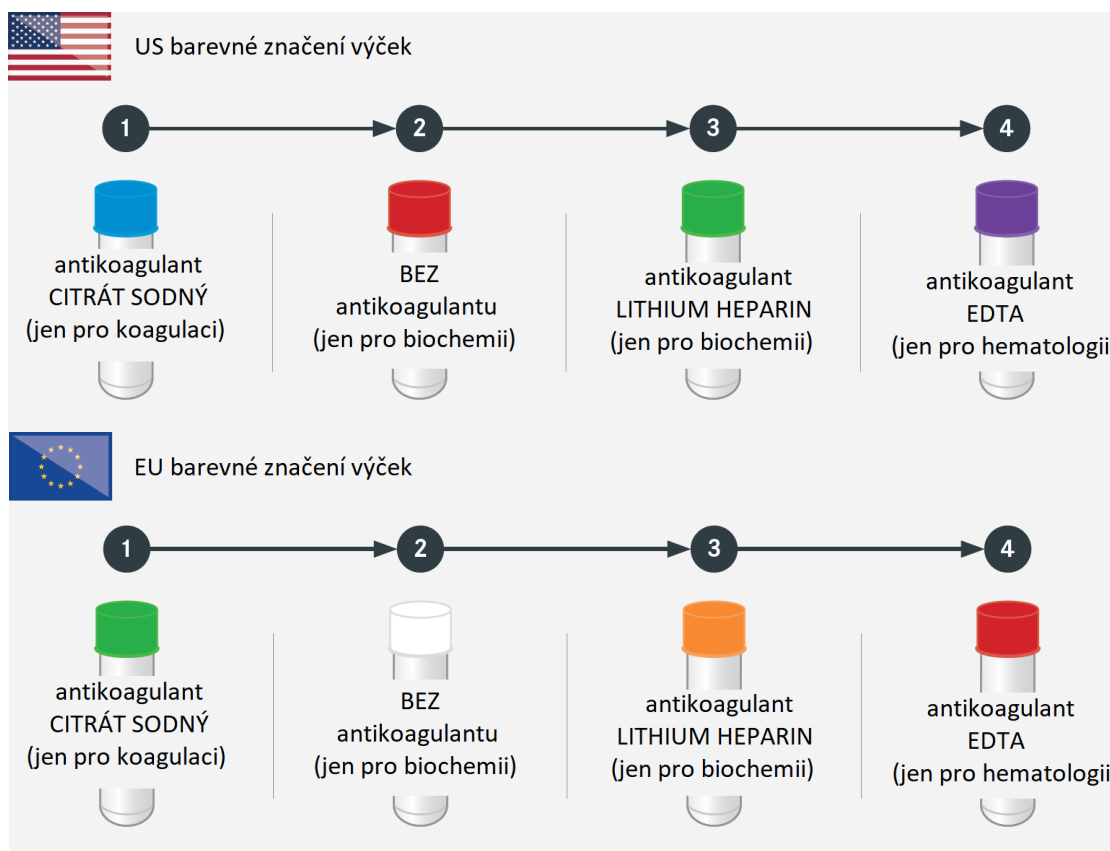 US barevné značení výček
1
2
3
4
antikoagulant
CITRÁT SODNÝ
(jen pro koagulaci)
BEZ
antikoagulantu
(jen pro biochemii)
antikoagulant
LITHIUM HEPARIN
(jen pro biochemii)
antikoagulant
EDTA
(jen pro hematologii
EU barevné značení výček
1
2
3
4
antikoagulant
CITRÁT SODNÝ
(jen pro koagulaci)
BEZ
antikoagulantu
(jen pro biochemii)
antikoagulant
LITHIUM HEPARIN
(jen pro biochemii)
antikoagulant
EDTA
(jen pro hematologii